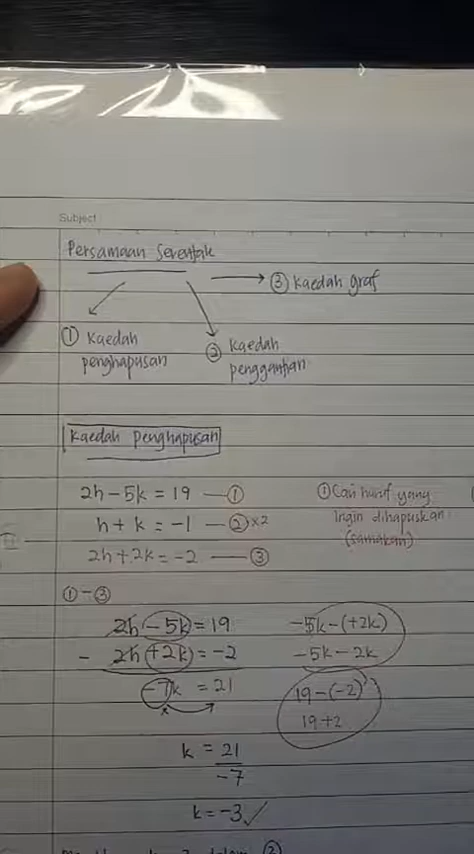 Subject
Persamaan Serentak
③ Kaedah graf
① Kaedah penghapusan
② Kaedah penggantian
Kaedah Penghapusan
2h - 5k = 19 — ①
h + k = -1 — ② ×2
2h + 2k = -2 — ③
① Cari huruf yang
ingin dihapuskan
(samakan)
① - ③
2h - 5k = 19
- 2h + 2k = -2
-7k = 21
-5k - (+2k)
-5k - 2k
19 - (-2)
19 + 2
k = 21
-7
k = -3 ✓